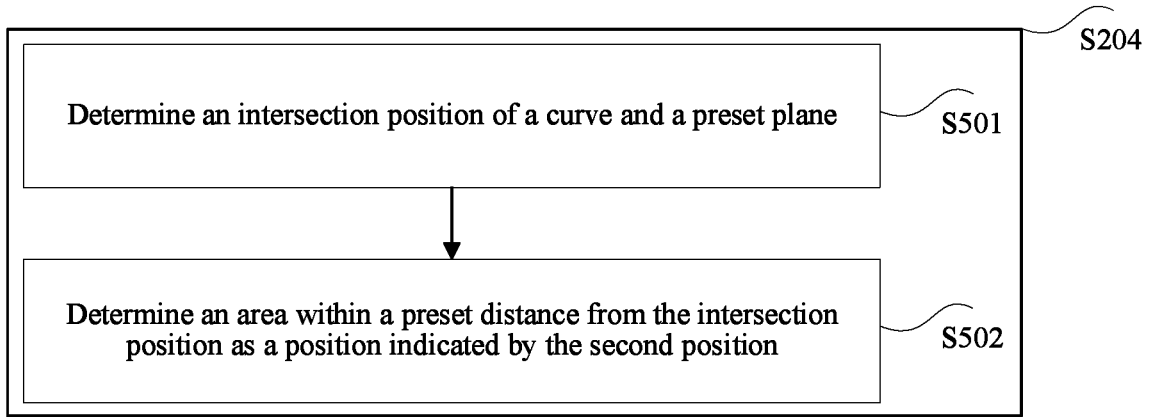 S204
Determine an intersection position of a curve and a preset plane
S501
Determine an area within a preset distance from the intersection
position as a position indicated by the second position
S502